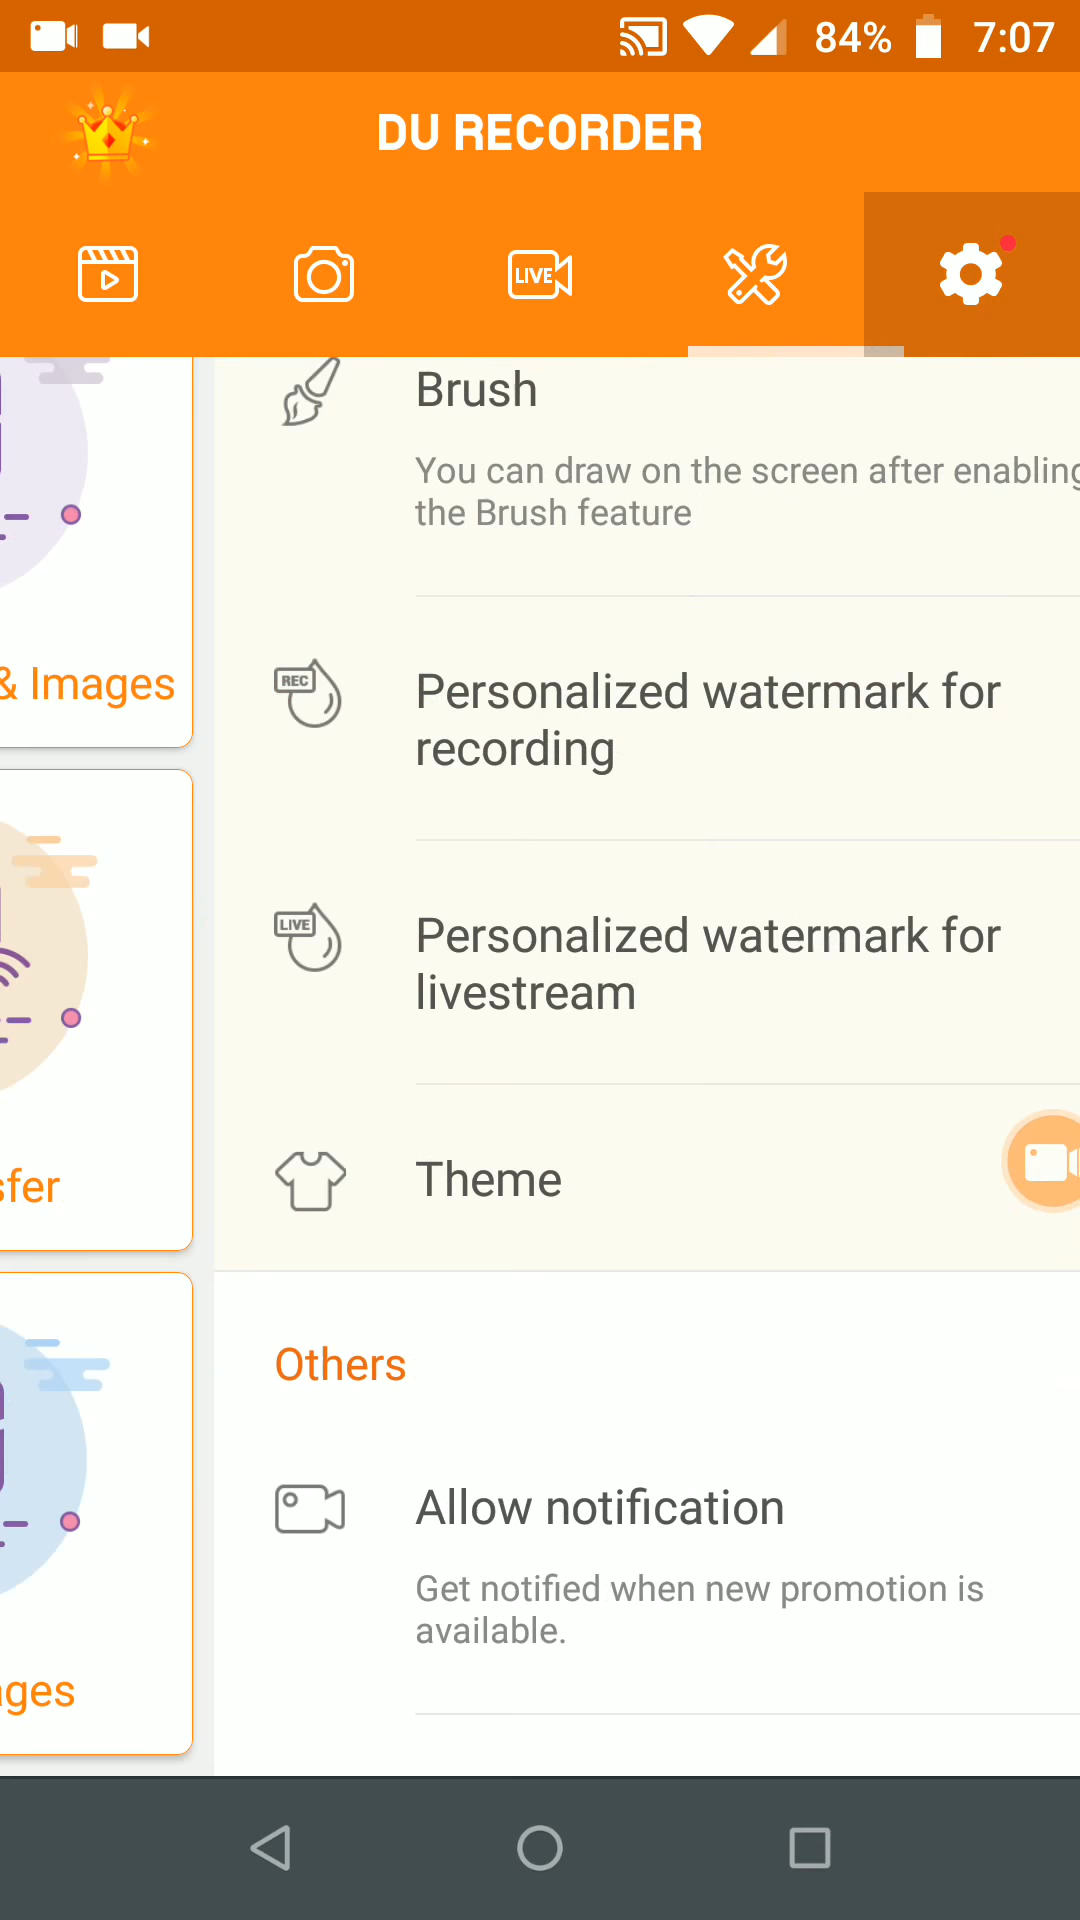 84% 7:07
DU RECORDER
LIVE
Brush
You can draw on the screen after enabling
the Brush feature
& Images
REC
Personalized watermark for
recording
LIVE
Personalized watermark for
livestream
sfer
Theme
Others
Allow notification
Get notified when new promotion is
available.
ages